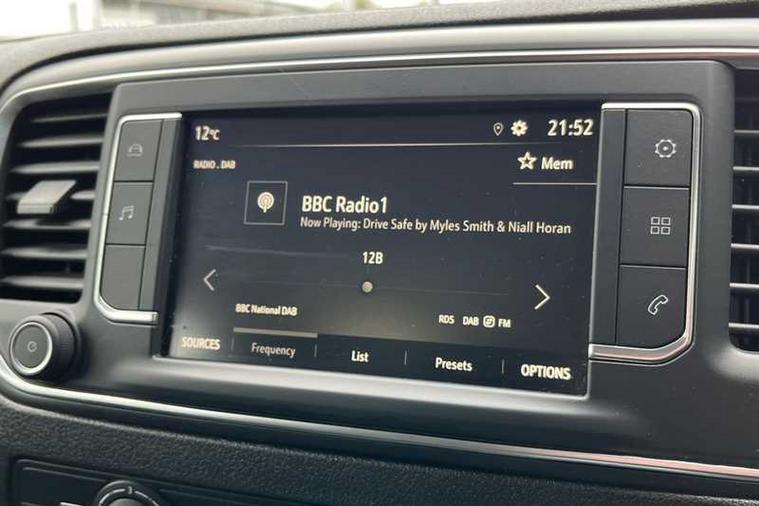 12°C
21:52
RADIO . DAB
Mem
BBC Radio1
Now Playing: Drive Safe by Myles Smith & Niall Horan
12B
BBC National DAB
RDS DAB FM
SOURCES
Frequency
List
Presets
OPTIONS